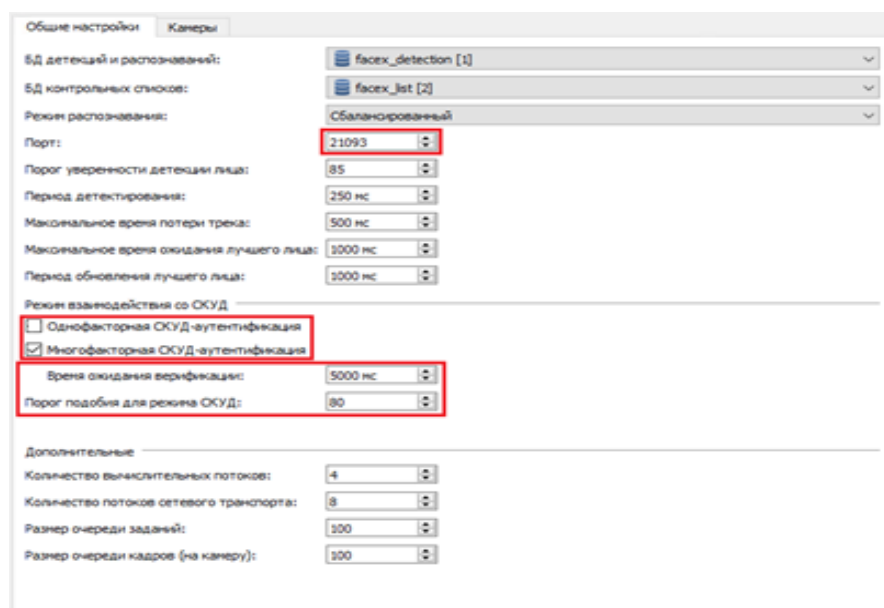 Общие настройки Камеры
БД детекций и распознаваний: facex_detection [1]
БД контрольных списков: facex_list [2]
Режим распознавания: Сбалансированный
Порт: 21093
Порог уверенности детекции лица: 85
Период детектирования: 250 мс
Максимальное время потери трека: 500 мс
Максимальное время ожидания лучшего лица: 1000 мс
Период обновления лучшего лица: 1000 мс
Режим взаимодействия со СКУД
Однофакторная СКУД-аутентификация
Многофакторная СКУД-аутентификация
Время ожидания верификации: 5000 мс
Порог подобия для режима СКУД: 80
Дополнительные
Количество вычислительных потоков: 4
Количество потоков сетевого транспорта: 8
Размер очереди заданий: 100
Размер очереди кадров (на камеру): 100